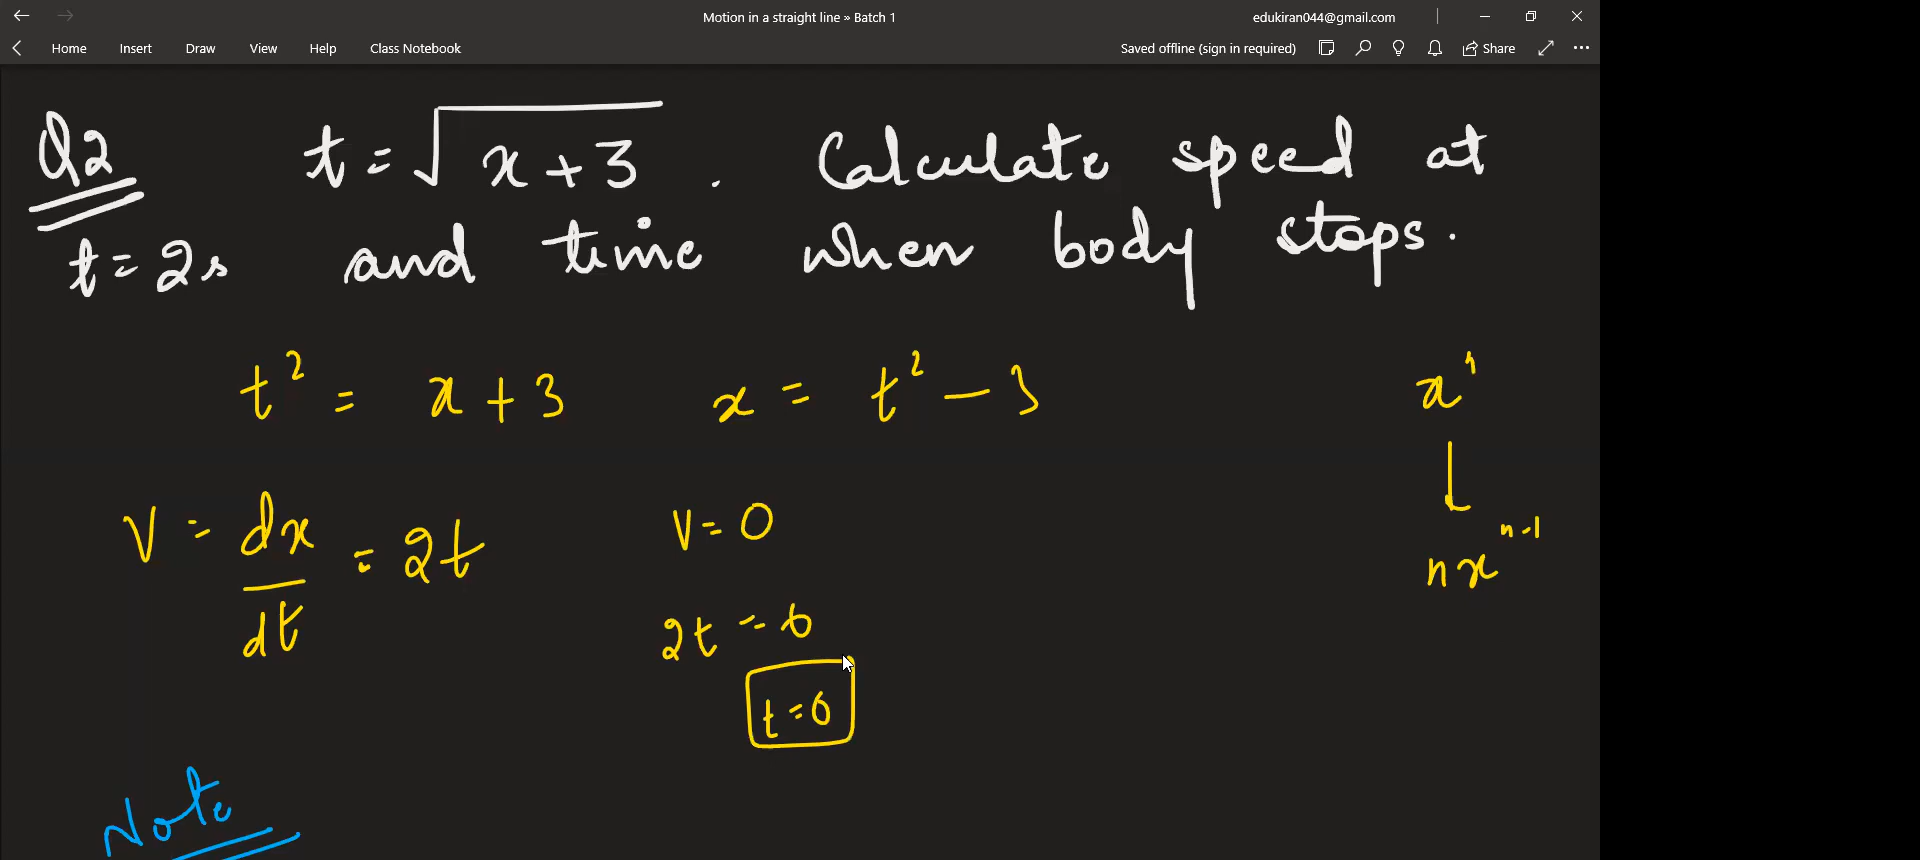 Motion in a straight line » Batch 1
edukiran044@gmail.com
Home Insert Draw View Help Class Notebook
Saved offline (sign in required) Share
Q2 t = √x + 3 . Calculate speed at
t = 2s and time when body stops.
t² = x + 3 x = t² - 3
xⁿ
V = dx/dt = 2t
V = 0
nxⁿ⁻¹
2t = 0
t = 0
Note